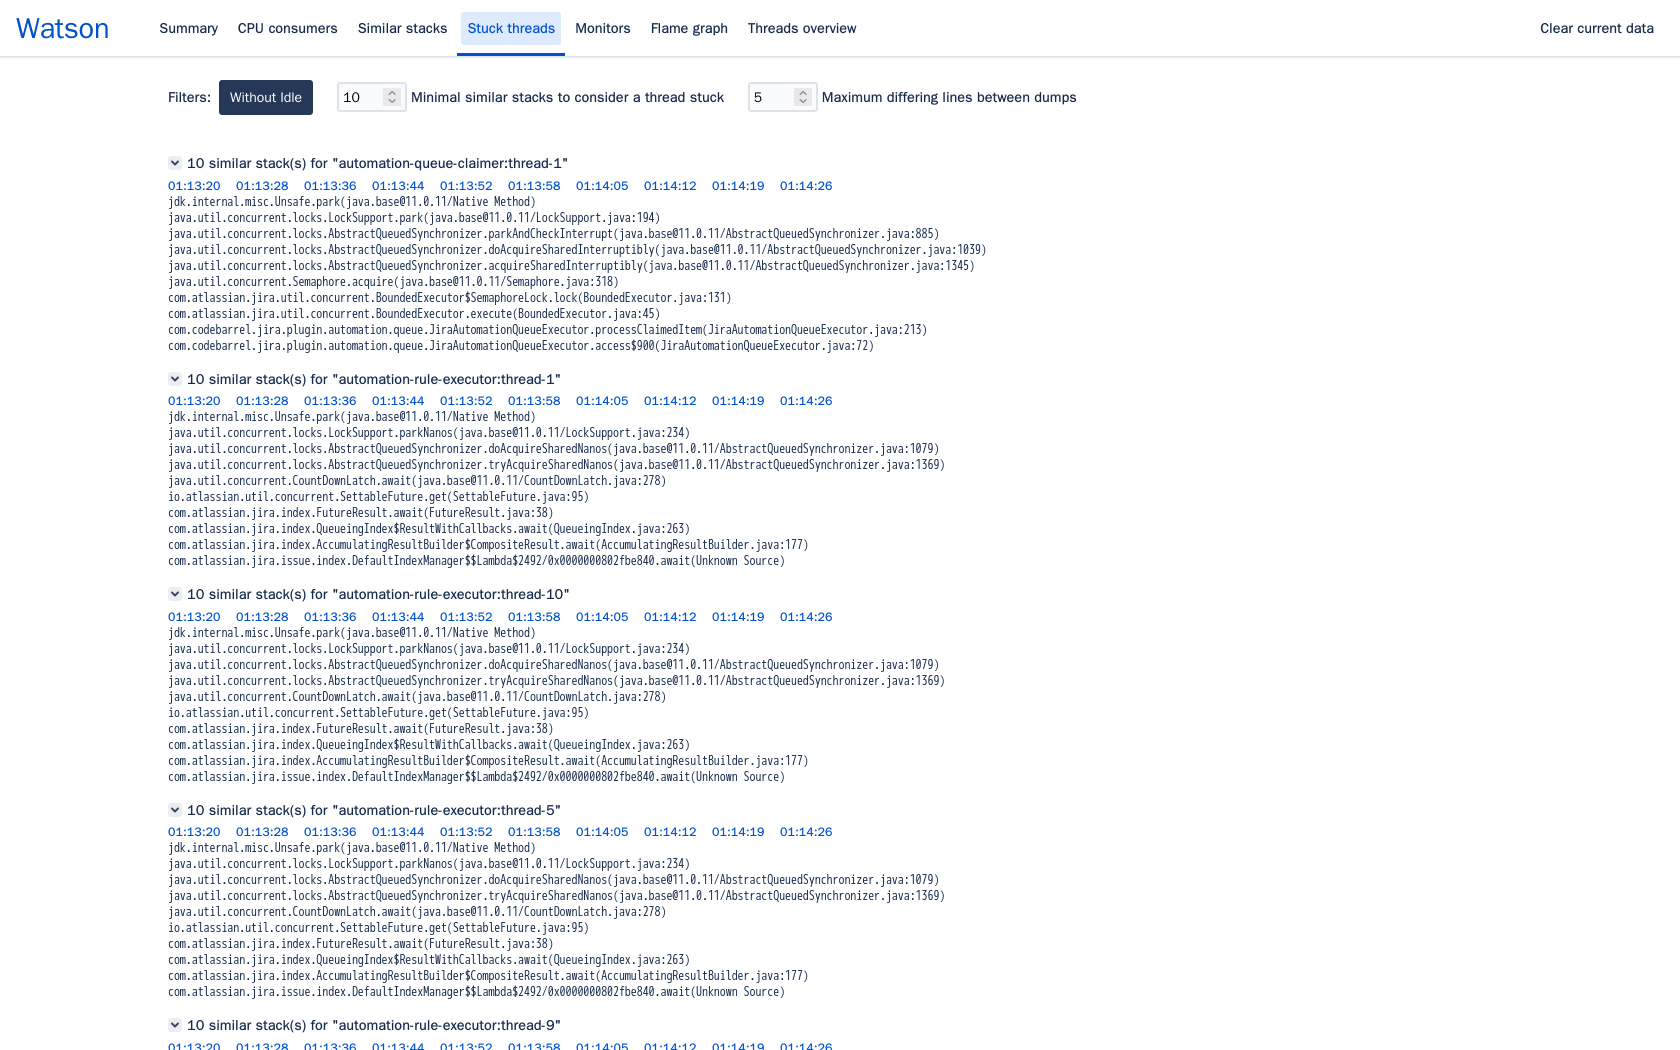 Watson
Summary CPU consumers Similar stacks Stuck threads Monitors Flame graph Threads overview Clear current data
Filters: Without Idle 10 Minimal similar stacks to consider a thread stuck 5 Maximum differing lines between dumps
10 similar stack(s) for "automation-queue-claimer:thread-1"
01:13:20 01:13:28 01:13:36 01:13:44 01:13:52 01:13:58 01:14:05 01:14:12 01:14:19 01:14:26
jdk.internal.misc.Unsafe.park(java.base@11.0.11/Native Method)
java.util.concurrent.locks.LockSupport.park(java.base@11.0.11/LockSupport.java:194)
java.util.concurrent.locks.AbstractQueuedSynchronizer.parkAndCheckInterrupt(java.base@11.0.11/AbstractQueuedSynchronizer.java:885)
java.util.concurrent.locks.AbstractQueuedSynchronizer.doAcquireSharedInterruptibly(java.base@11.0.11/AbstractQueuedSynchronizer.java:1039)
java.util.concurrent.locks.AbstractQueuedSynchronizer.acquireSharedInterruptibly(java.base@11.0.11/AbstractQueuedSynchronizer.java:1345)
java.util.concurrent.Semaphore.acquire(java.base@11.0.11/Semaphore.java:318)
com.atlassian.jira.util.concurrent.BoundedExecutor$SemaphoreLock.lock(BoundedExecutor.java:131)
com.atlassian.jira.util.concurrent.BoundedExecutor.execute(BoundedExecutor.java:45)
com.codebarrel.jira.plugin.automation.queue.JiraAutomationQueueExecutor.processClaimedItem(JiraAutomationQueueExecutor.java:213)
com.codebarrel.jira.plugin.automation.queue.JiraAutomationQueueExecutor.access$900(JiraAutomationQueueExecutor.java:72)
10 similar stack(s) for "automation-rule-executor:thread-1"
01:13:20 01:13:28 01:13:36 01:13:44 01:13:52 01:13:58 01:14:05 01:14:12 01:14:19 01:14:26
jdk.internal.misc.Unsafe.park(java.base@11.0.11/Native Method)
java.util.concurrent.locks.LockSupport.parkNanos(java.base@11.0.11/LockSupport.java:234)
java.util.concurrent.locks.AbstractQueuedSynchronizer.doAcquireSharedNanos(java.base@11.0.11/AbstractQueuedSynchronizer.java:1079)
java.util.concurrent.locks.AbstractQueuedSynchronizer.tryAcquireSharedNanos(java.base@11.0.11/AbstractQueuedSynchronizer.java:1369)
java.util.concurrent.CountDownLatch.await(java.base@11.0.11/CountDownLatch.java:278)
io.atlassian.util.concurrent.SettableFuture.get(SettableFuture.java:95)
com.atlassian.jira.index.FutureResult.await(FutureResult.java:38)
com.atlassian.jira.index.QueueingIndex$ResultWithCallbacks.await(QueueingIndex.java:263)
com.atlassian.jira.index.AccumulatingResultBuilder$CompositeResult.await(AccumulatingResultBuilder.java:177)
com.atlassian.jira.issue.index.DefaultIndexManager$$Lambda$2492/0x0000000802fbe840.await(Unknown Source)
10 similar stack(s) for "automation-rule-executor:thread-10"
01:13:20 01:13:28 01:13:36 01:13:44 01:13:52 01:13:58 01:14:05 01:14:12 01:14:19 01:14:26
jdk.internal.misc.Unsafe.park(java.base@11.0.11/Native Method)
java.util.concurrent.locks.LockSupport.parkNanos(java.base@11.0.11/LockSupport.java:234)
java.util.concurrent.locks.AbstractQueuedSynchronizer.doAcquireSharedNanos(java.base@11.0.11/AbstractQueuedSynchronizer.java:1079)
java.util.concurrent.locks.AbstractQueuedSynchronizer.tryAcquireSharedNanos(java.base@11.0.11/AbstractQueuedSynchronizer.java:1369)
java.util.concurrent.CountDownLatch.await(java.base@11.0.11/CountDownLatch.java:278)
io.atlassian.util.concurrent.SettableFuture.get(SettableFuture.java:95)
com.atlassian.jira.index.FutureResult.await(FutureResult.java:38)
com.atlassian.jira.index.QueueingIndex$ResultWithCallbacks.await(QueueingIndex.java:263)
com.atlassian.jira.index.AccumulatingResultBuilder$CompositeResult.await(AccumulatingResultBuilder.java:177)
com.atlassian.jira.issue.index.DefaultIndexManager$$Lambda$2492/0x0000000802fbe840.await(Unknown Source)
10 similar stack(s) for "automation-rule-executor:thread-5"
01:13:20 01:13:28 01:13:36 01:13:44 01:13:52 01:13:58 01:14:05 01:14:12 01:14:19 01:14:26
jdk.internal.misc.Unsafe.park(java.base@11.0.11/Native Method)
java.util.concurrent.locks.LockSupport.parkNanos(java.base@11.0.11/LockSupport.java:234)
java.util.concurrent.locks.AbstractQueuedSynchronizer.doAcquireSharedNanos(java.base@11.0.11/AbstractQueuedSynchronizer.java:1079)
java.util.concurrent.locks.AbstractQueuedSynchronizer.tryAcquireSharedNanos(java.base@11.0.11/AbstractQueuedSynchronizer.java:1369)
java.util.concurrent.CountDownLatch.await(java.base@11.0.11/CountDownLatch.java:278)
io.atlassian.util.concurrent.SettableFuture.get(SettableFuture.java:95)
com.atlassian.jira.index.FutureResult.await(FutureResult.java:38)
com.atlassian.jira.index.QueueingIndex$ResultWithCallbacks.await(QueueingIndex.java:263)
com.atlassian.jira.index.AccumulatingResultBuilder$CompositeResult.await(AccumulatingResultBuilder.java:177)
com.atlassian.jira.issue.index.DefaultIndexManager$$Lambda$2492/0x0000000802fbe840.await(Unknown Source)
10 similar stack(s) for "automation-rule-executor:thread-9"
01:13:20 01:13:28 01:13:36 01:13:44 01:13:52 01:13:58 01:14:05 01:14:12 01:14:19 01:14:26